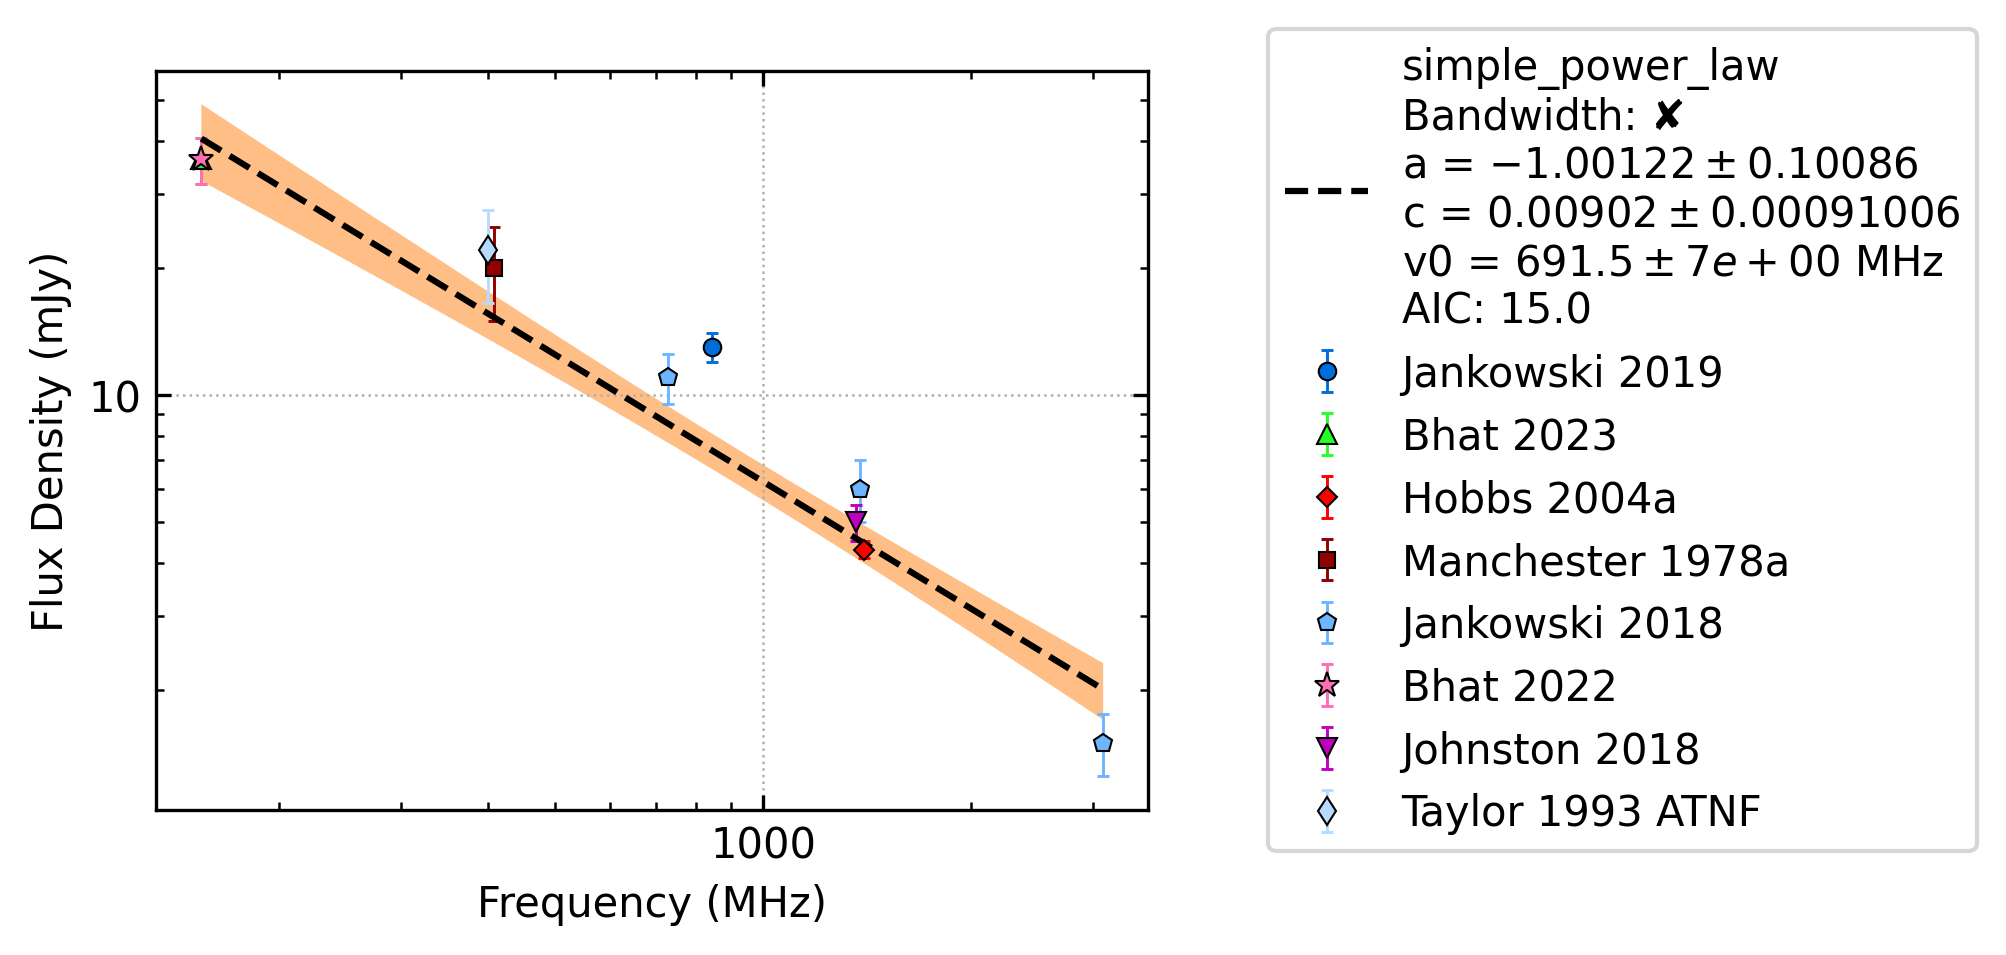 Flux Density (mJy)
10
1000
Frequency (MHz)
simple_power_law
Bandwidth: ✘
a = −1.00122 ± 0.10086
c = 0.00902 ± 0.00091006
v0 = 691.5 ± 7e + 00 MHz
AIC: 15.0
Jankowski 2019
Bhat 2023
Hobbs 2004a
Manchester 1978a
Jankowski 2018
Bhat 2022
Johnston 2018
Taylor 1993 ATNF